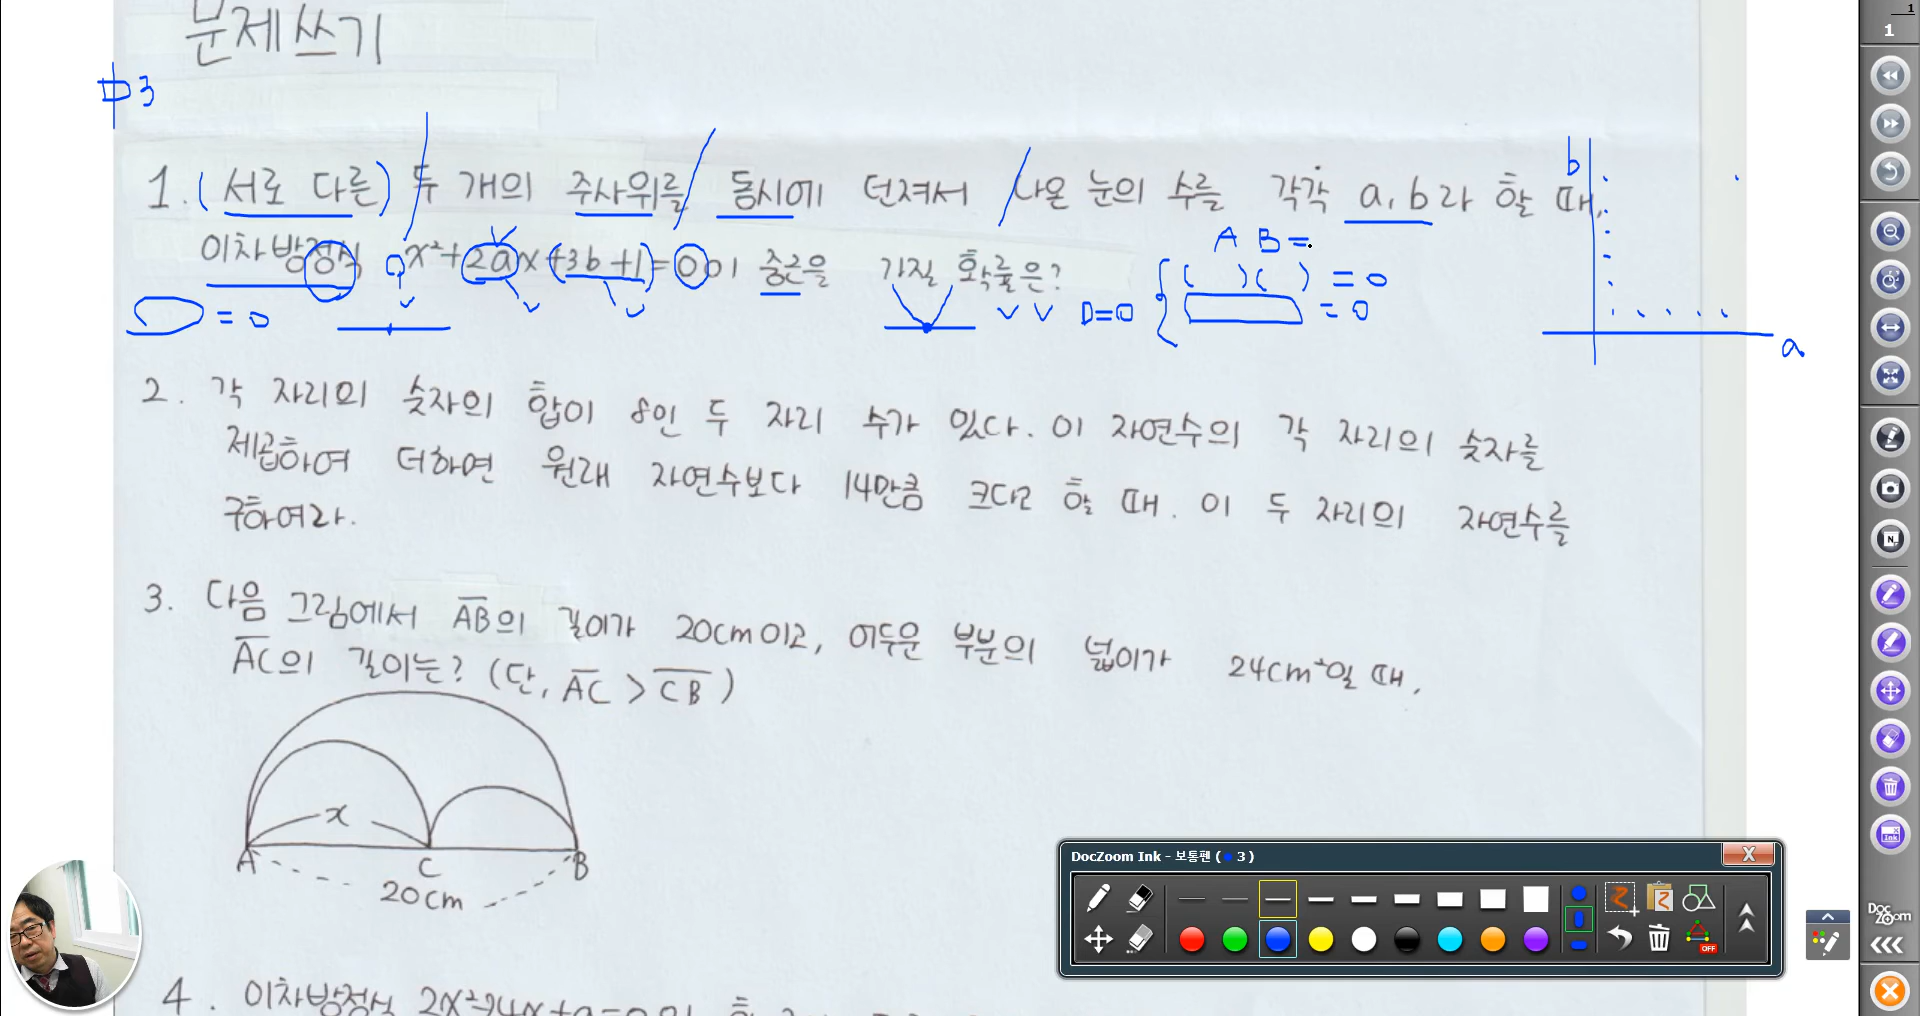 문제쓰기
中3
1. (서로 다른) 두 개의 주사위를 동시에 던져서 나온 눈의 수를 각각 a, b라 할 때,
이차방정식 x²+2ax+3b+1=0이 중근을 가질 확률은?
A B=
( )( )=0
=0
D=0
=0
b
a
2. 각 자리의 숫자의 합이 8인 두 자리 수가 있다. 이 자연수의 각 자리의 숫자를
제곱하여 더하면 원래 자연수보다 14만큼 크다고 할 때. 이 두 자리의 자연수를
구하여라.
3. 다음 그림에서 AB의 길이가 20cm이고, 어두운 부분의 넓이가 24cm²일 때,
AC의 길이는? (단, AC > CB)
x
A C B
20cm
4. 이차방정식
DocZoom Ink - 보통펜 ( 3 )
X
OFF
1
1
N
Ink
Doc
Zoom